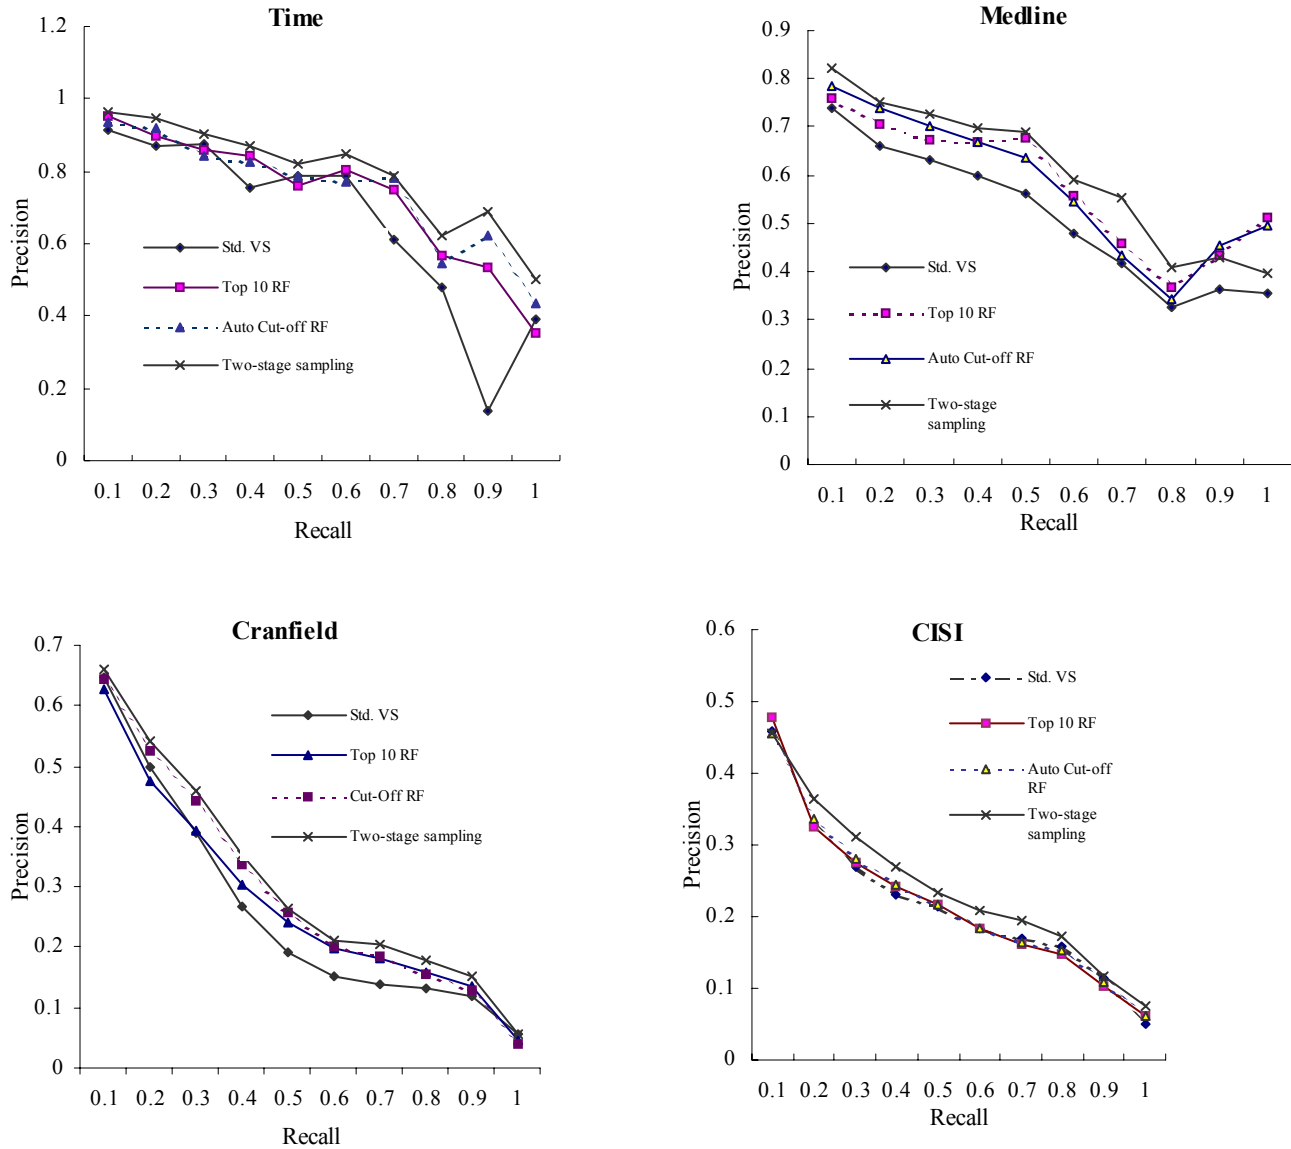 Time
1.2
1
0.8
0.6
0.4
0.2
0
Precision
Std. VS
Top 10 RF
Auto Cut-off RF
Two-stage sampling
0.1 0.2 0.3 0.4 0.5 0.6 0.7 0.8 0.9 1
Recall
Medline
0.9
0.8
0.7
0.6
0.5
0.4
0.3
0.2
0.1
0
Precision
Std. VS
Top 10 RF
Auto Cut-off RF
Two-stage
sampling
0.1 0.2 0.3 0.4 0.5 0.6 0.7 0.8 0.9 1
Recall
Cranfield
0.7
0.6
0.5
0.4
0.3
0.2
0.1
0
Precision
Std. VS
Top 10 RF
Cut-Off RF
Two-stage sampling
0.1 0.2 0.3 0.4 0.5 0.6 0.7 0.8 0.9 1
Recall
CISI
0.6
0.5
0.4
0.3
0.2
0.1
0
Precision
Std. VS
Top 10 RF
Auto Cut-off
RF
Two-stage
sampling
0.1 0.2 0.3 0.4 0.5 0.6 0.7 0.8 0.9 1
Recall